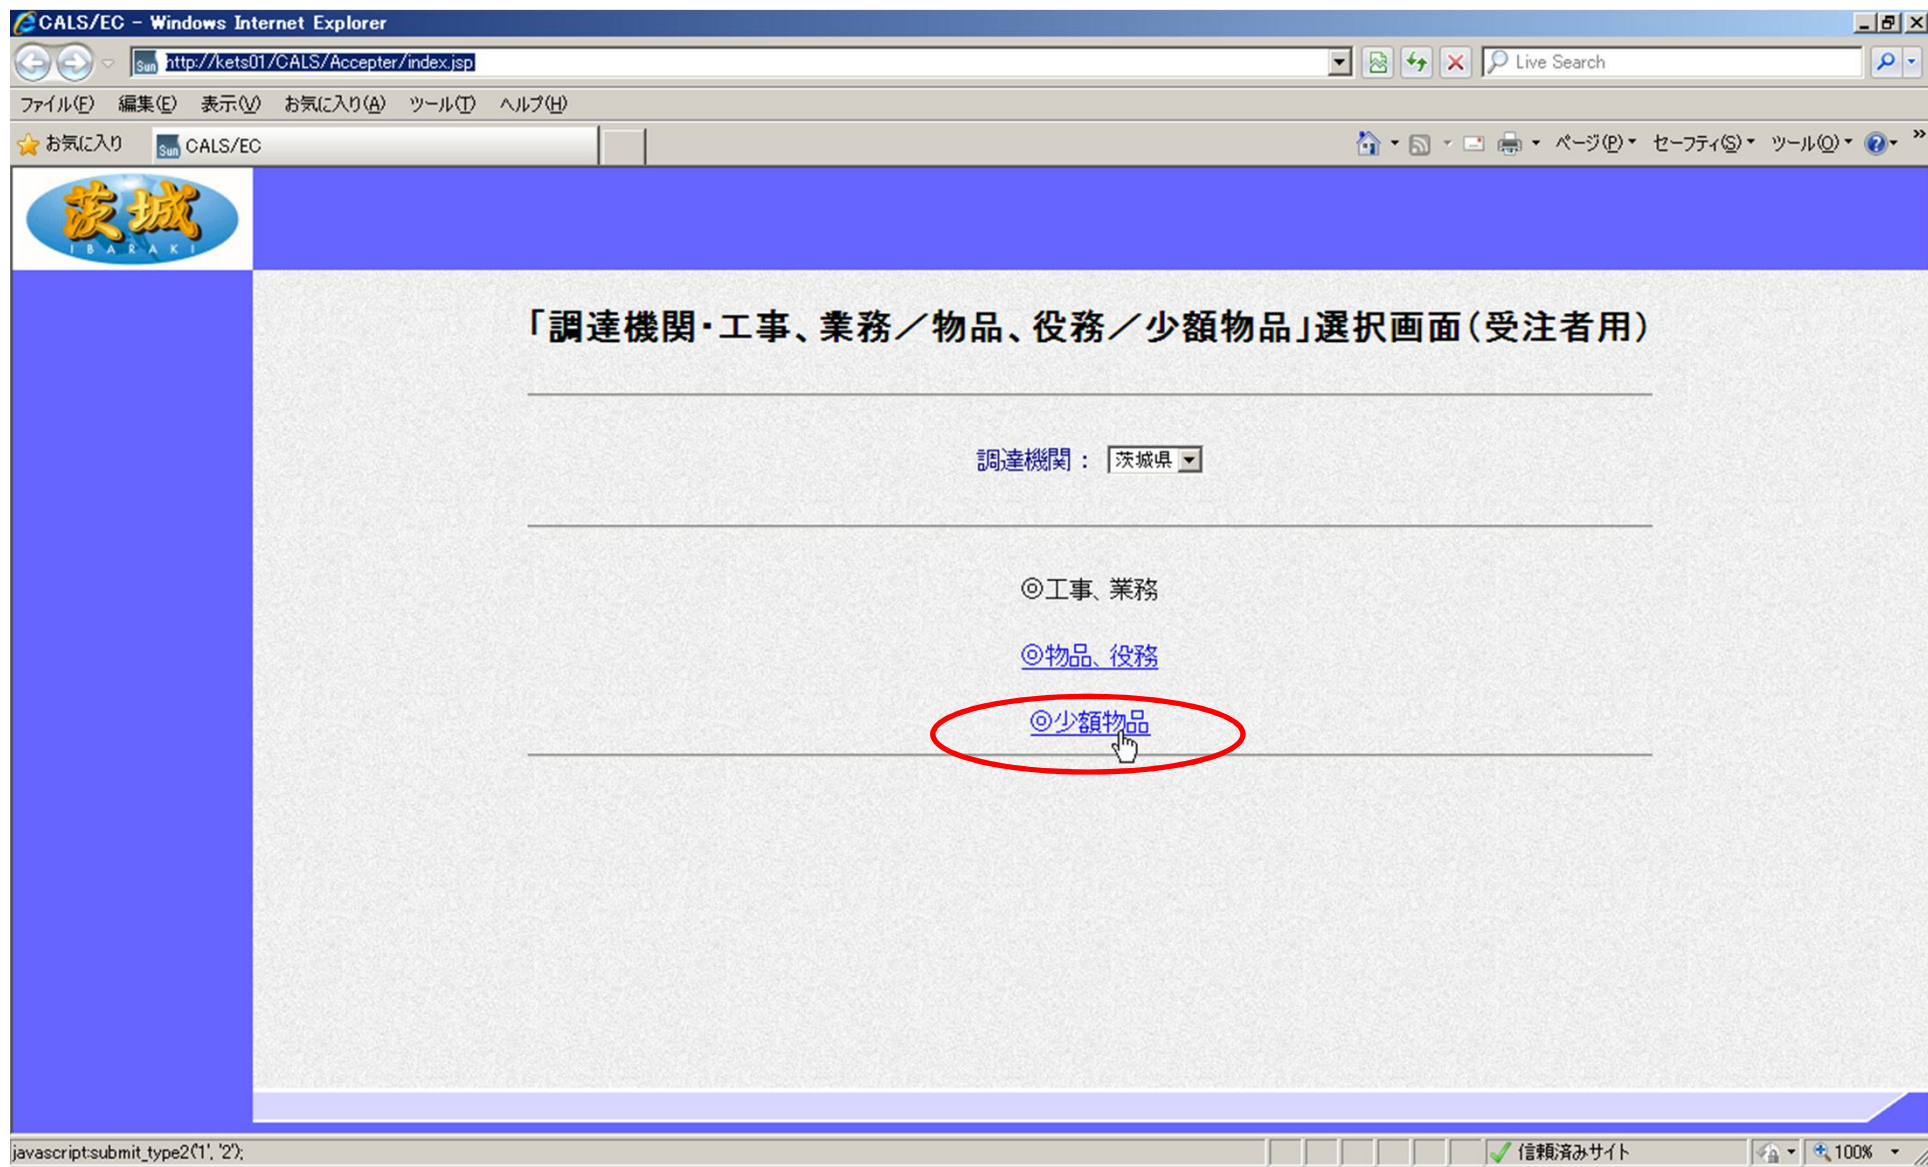 CALS/EC - Windows Internet Explorer
Sun http://kets01/CALS/Accepter/index.jsp
Live Search
ファイル(F) 編集(E) 表示(V) お気に入り(A) ツール(T) ヘルプ(H)
お気に入り Sun CALS/EC ページ(P) セーフティ(S) ツール(O) »
茨城
IBARAKI
「調達機関・工事、業務／物品、役務／少額物品」選択画面(受注者用)
調達機関： 茨城県
◎工事、業務
◎物品、役務
◎少額物品
javascript:submit_type2('1', '2'); 信頼済みサイト 100%